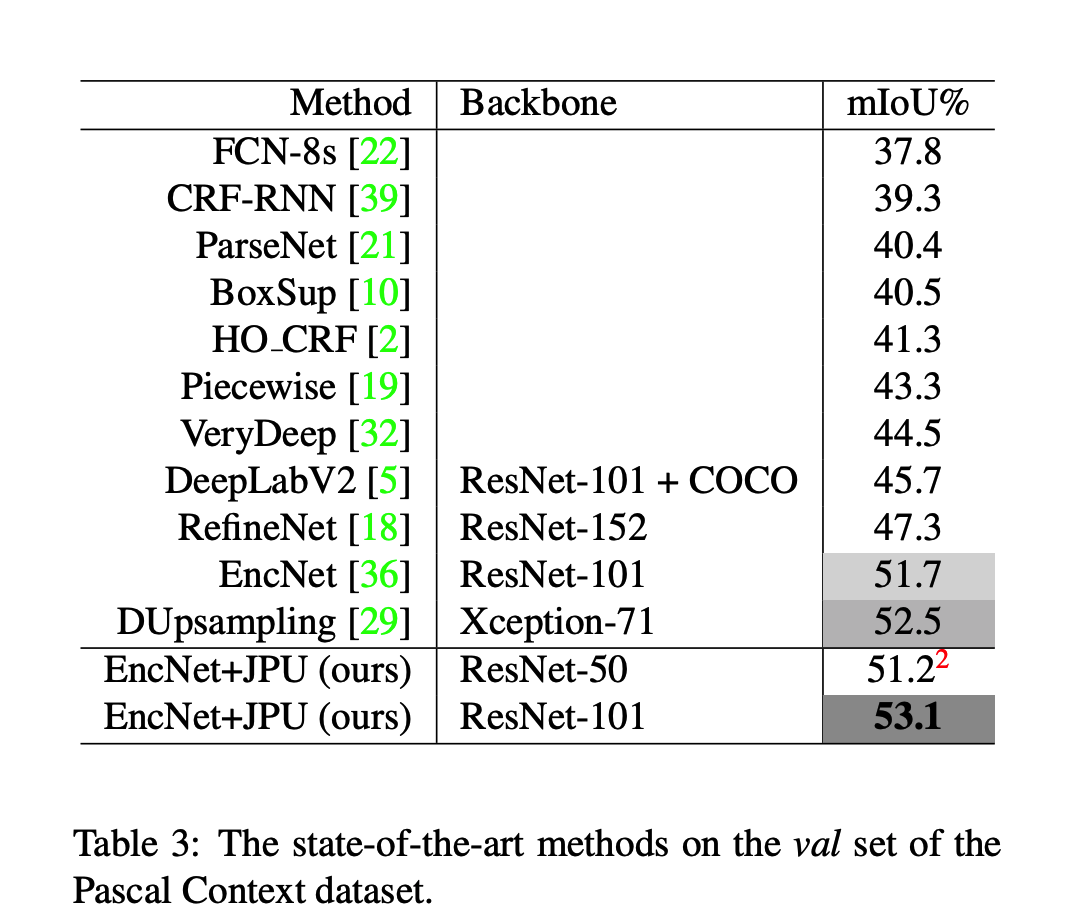 Method Backbone mIoU%
FCN-8s [22] 37.8
CRF-RNN [39] 39.3
ParseNet [21] 40.4
BoxSup [10] 40.5
HO_CRF [2] 41.3
Piecewise [19] 43.3
VeryDeep [32] 44.5
DeepLabV2 [5] ResNet-101 + COCO 45.7
RefineNet [18] ResNet-152 47.3
EncNet [36] ResNet-101 51.7
DUpsampling [29] Xception-71 52.5
EncNet+JPU (ours) ResNet-50 51.2²
EncNet+JPU (ours) ResNet-101 53.1
Table 3: The state-of-the-art methods on the val set of the
Pascal Context dataset.